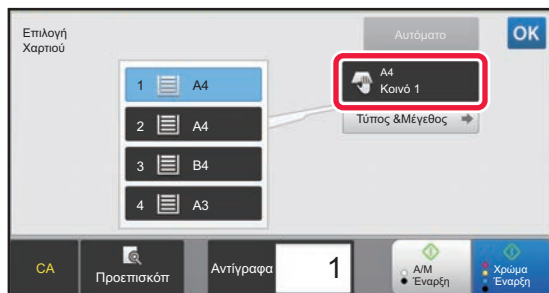 Επιλογή
Χαρτιού
Αυτόματο
OK
1 A4
2 A4
3 B4
4 A3
A4
Κοινό 1
Τύπος &Μέγεθος
CA
Προεπισκόπ
Αντίγραφα
1
Α/Μ
Έναρξη
Χρώμα
Έναρξη